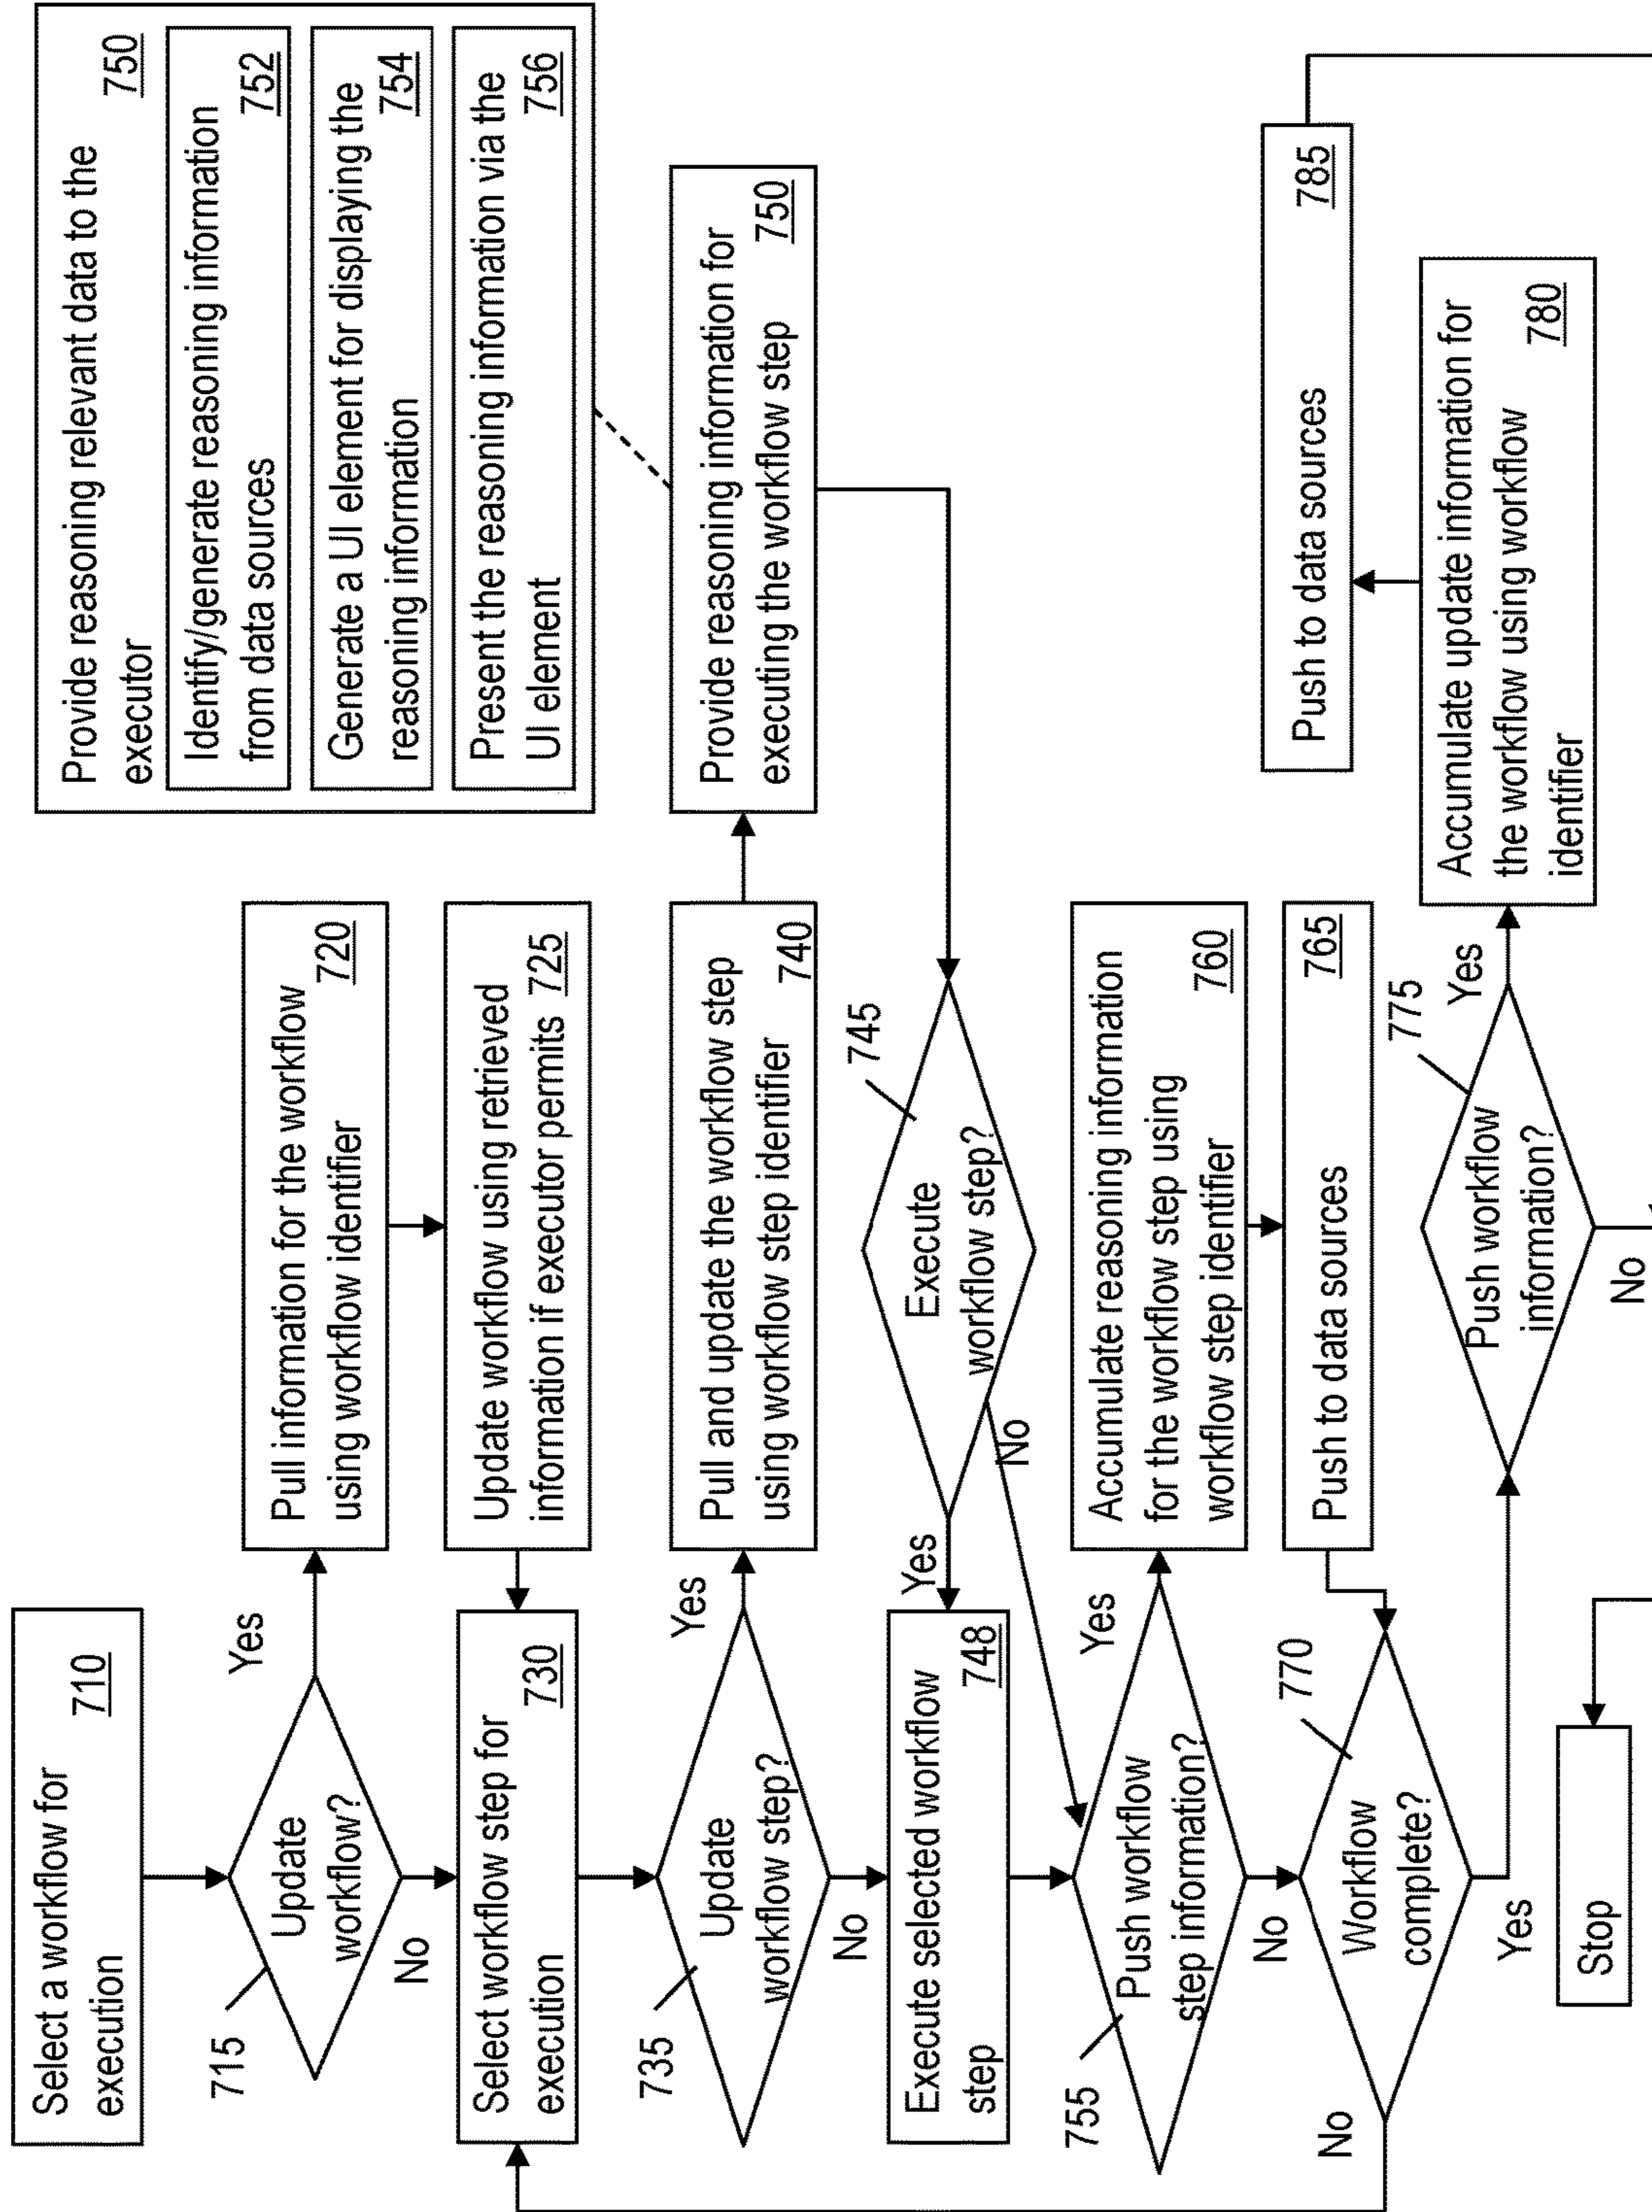 Select a workflow for
execution
710
715
Update
workflow?
Yes
No
Pull information for the workflow
using workflow identifier
720
Update workflow using retrieved
information if executor permits
725
Select workflow step for
execution
730
735
Update
workflow step?
Yes
No
Pull and update the workflow step
using workflow step identifier
740
Provide reasoning relevant data to the
executor
750
Identify/generate reasoning information
from data sources
752
Generate a UI element for displaying the
reasoning information
754
Present the reasoning information via the
UI element
756
Provide reasoning information for
executing the workflow step
750
745
Execute
workflow step?
Yes
No
Execute selected workflow
step
748
755
Push workflow
step information?
Yes
No
Accumulate reasoning information
for the workflow step using
workflow step identifier
760
Push to data sources
765
770
Workflow
complete?
No
Yes
775
Push workflow
information?
Yes
No
Accumulate update information for
the workflow using workflow
identifier
780
Push to data sources
785
Stop